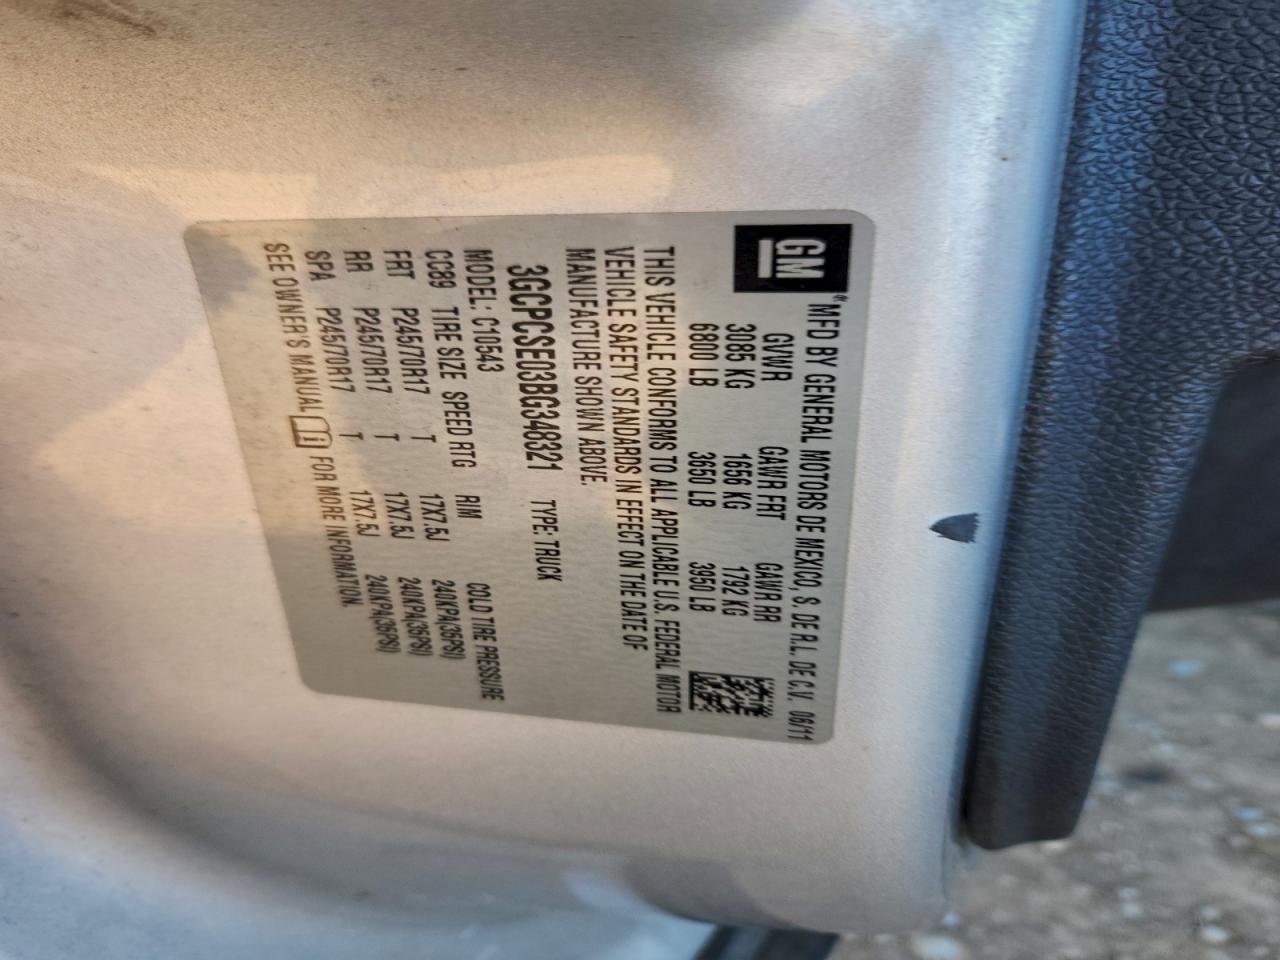 GM® MFD BY GENERAL MOTORS DE MEXICO, S. DE R.L. DE C.V. 06/11
GVWR GAWR FRT GAWR RR
3085 KG 1656 KG 1792 KG
6800 LB 3650 LB 3950 LB
THIS VEHICLE CONFORMS TO ALL APPLICABLE U.S. FEDERAL MOTOR
VEHICLE SAFETY STANDARDS IN EFFECT ON THE DATE OF
MANUFACTURE SHOWN ABOVE.
3GCPCSE03BG348321 TYPE: TRUCK
MODEL: C10543
CC89 TIRE SIZE SPEED RTG RIM COLD TIRE PRESSURE
FRT P245/70R17 T 17X7.5J 240KPA(35PSI)
RR P245/70R17 T 17X7.5J 240KPA(35PSI)
SPA P245/70R17 T 17X7.5J 240KPA(35PSI)
SEE OWNER'S MANUAL FOR MORE INFORMATION.